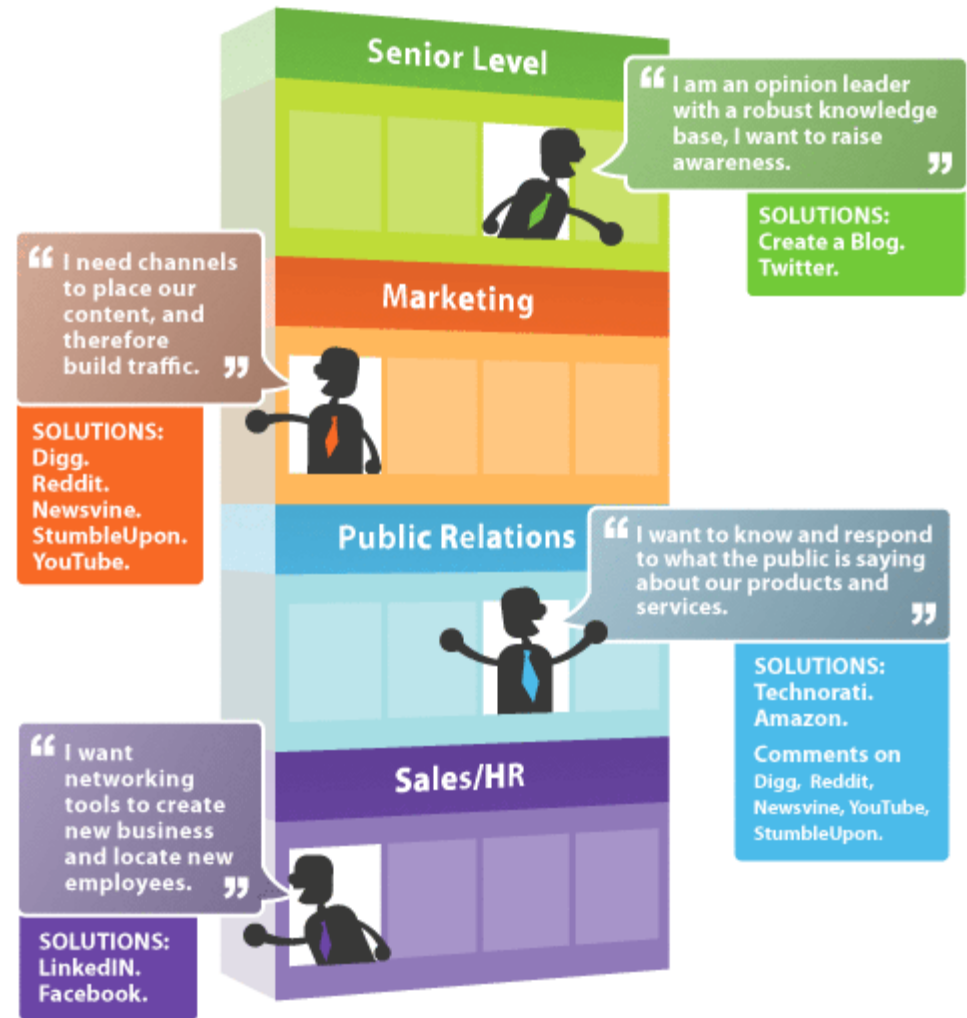 Senior Level
“ I am an opinion leader
with a robust knowledge
base, I want to raise
awareness. ”
SOLUTIONS:
Create a Blog.
Twitter.
Marketing
“ I need channels
to place our
content, and
therefore
build traffic. ”
SOLUTIONS:
Digg.
Reddit.
Newsvine.
StumbleUpon.
YouTube.
Public Relations
“ I want to know and respond
to what the public is saying
about our products and
services. ”
SOLUTIONS:
Technorati.
Amazon.
Comments on
Digg, Reddit,
Newsvine, YouTube,
StumbleUpon.
Sales/HR
“ I want
networking
tools to create
new business
and locate new
employees. ”
SOLUTIONS:
LinkedIN.
Facebook.